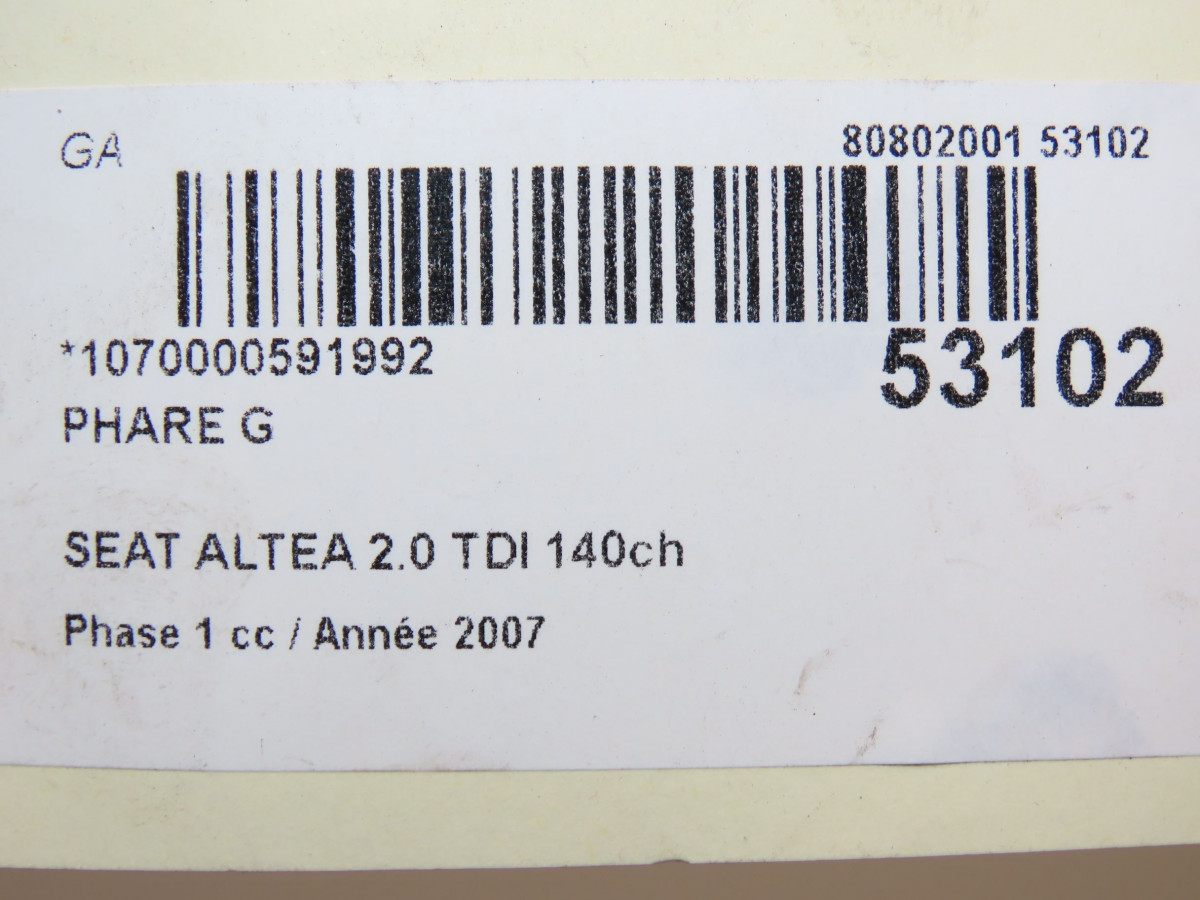 GA
80802001 53102
*1070000591992
53102
PHARE G
SEAT ALTEA 2.0 TDI 140ch
Phase 1 cc / Année 2007